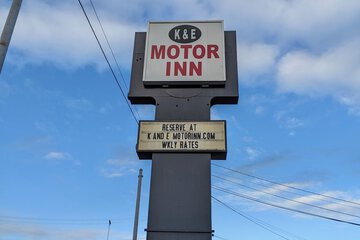 K&E
MOTOR
INN
RESERVE AT
K AND E MOTORINN.COM
WKLY RATES